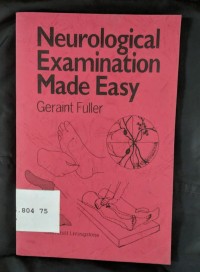 Neurological
Examination
Made Easy
Geraint Fuller
.804 75